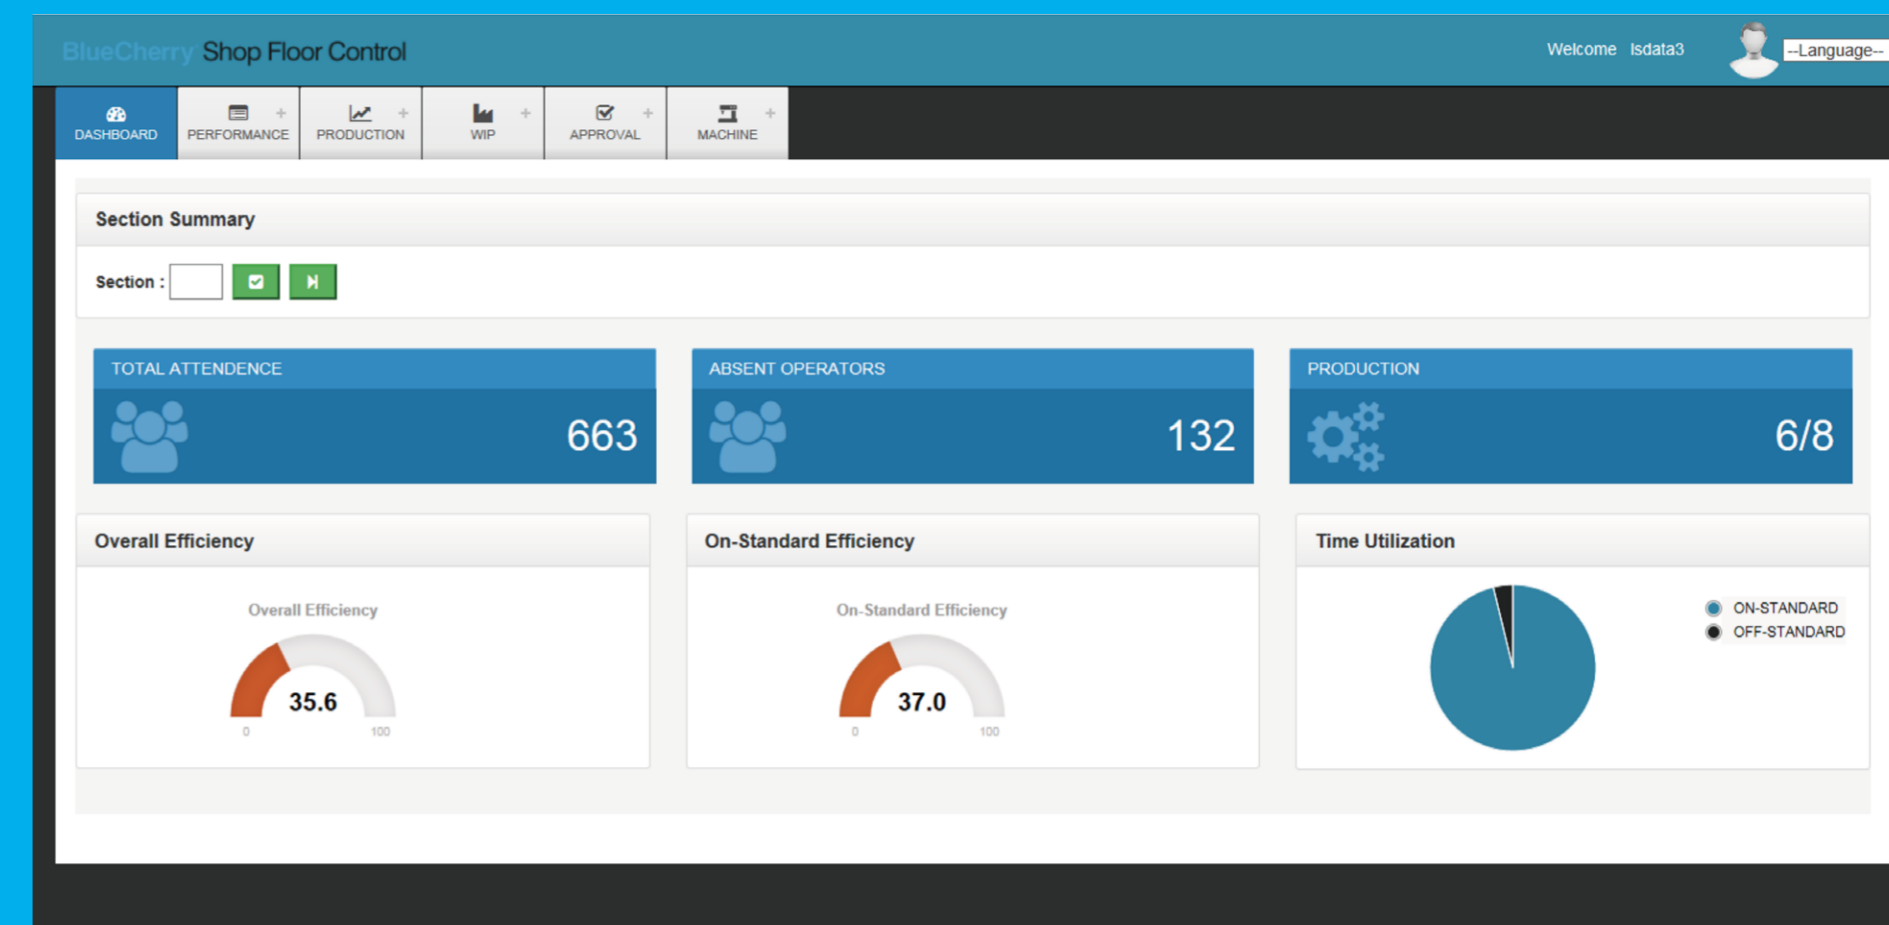 BlueCherry Shop Floor Control
Welcome lsdata3
--Language--
DASHBOARD
PERFORMANCE
PRODUCTION
WIP
APPROVAL
MACHINE
Section Summary
Section :
TOTAL ATTENDENCE
663
ABSENT OPERATORS
132
PRODUCTION
6/8
Overall Efficiency
Overall Efficiency
35.6
0 100
On-Standard Efficiency
On-Standard Efficiency
37.0
0 100
Time Utilization
ON-STANDARD
OFF-STANDARD